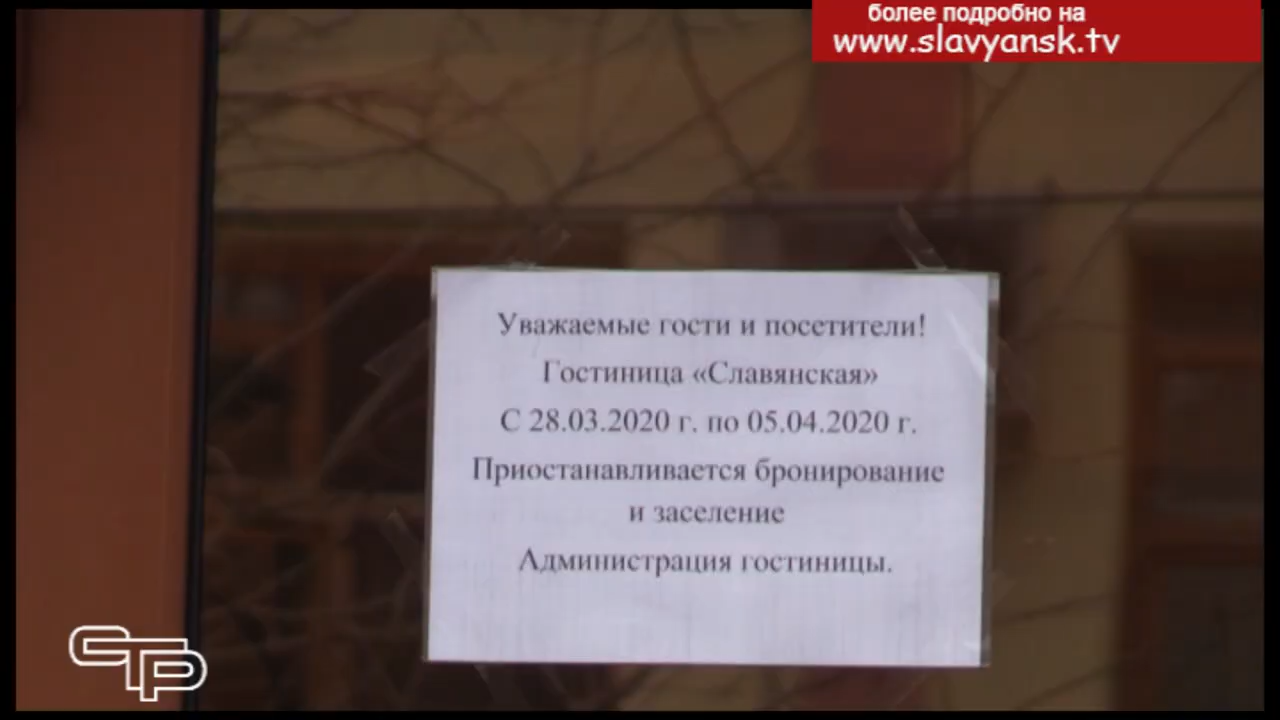 более подробно на
www.slavyansk.tv
Уважаемые гости и посетители!
Гостиница «Славянская»
С 28.03.2020 г. по 05.04.2020 г.
Приостанавливается бронирование
и заселение
Администрация гостиницы.
СТР